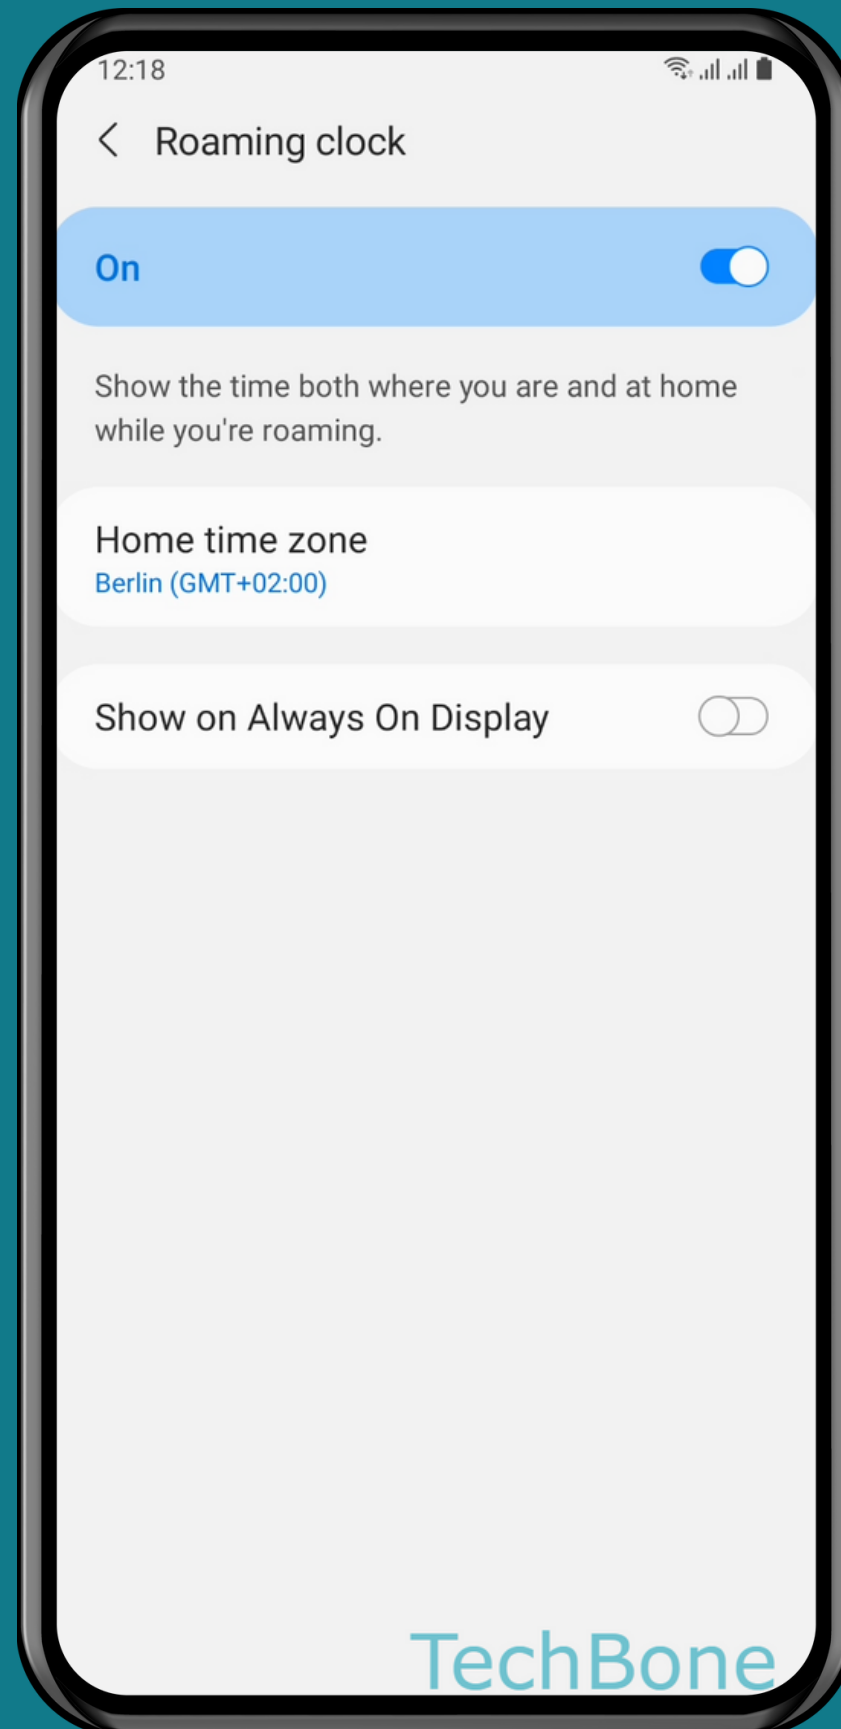 12:18
Roaming clock
On
Show the time both where you are and at home
while you're roaming.
Home time zone
Berlin (GMT+02:00)
Show on Always On Display
TechBone